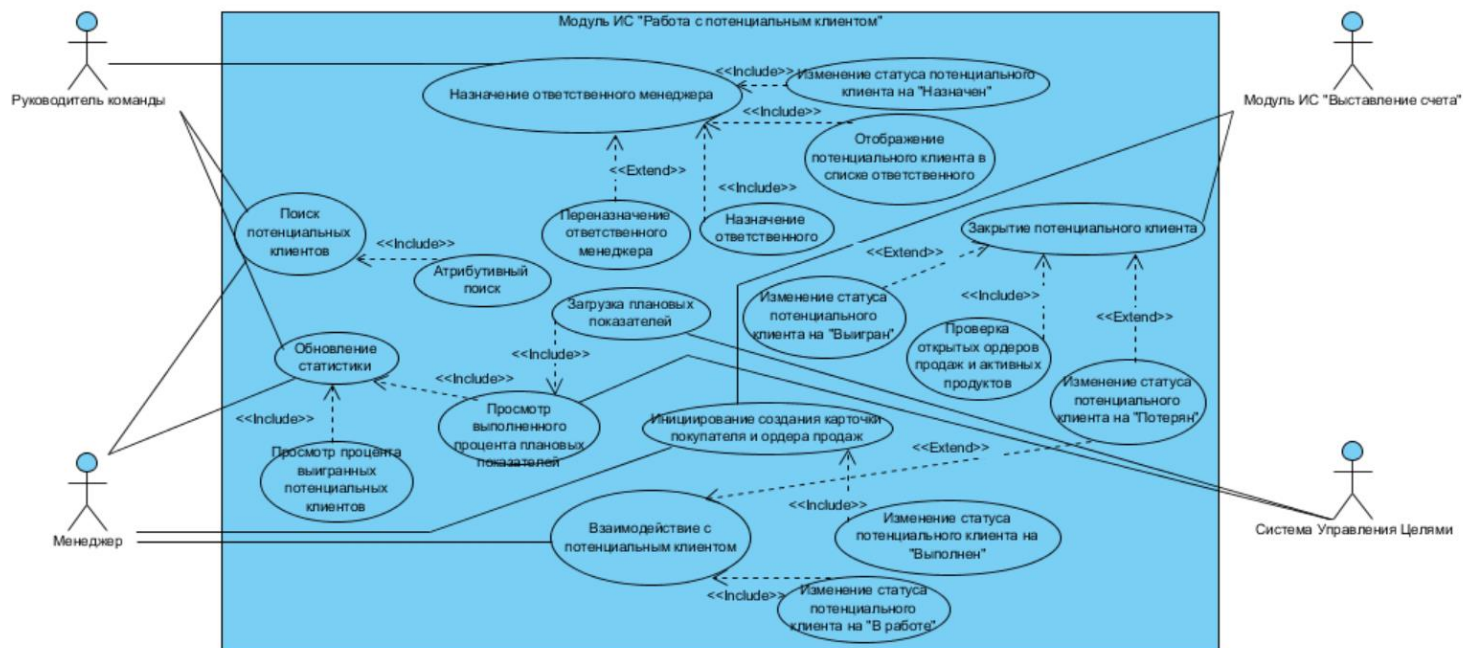 Модуль ИС "Работа с потенциальным клиентом"
Руководитель команды
Модуль ИС "Выставление счета"
Назначение ответственного менеджера
<<Include>>
Изменение статуса потенциального
клиента на "Назначен"
<<Include>>
Отображение
потенциального клиента в
списке ответственного
<<Extend>>
<<Include>>
Переназначение
ответственного
менеджера
Назначение
ответственного
Поиск
потенциальных
клиентов
<<Include>>
Атрибутивный
поиск
Закрытие потенциального клиента
<<Extend>>
<<Include>>
<<Extend>>
Изменение статуса
потенциального
клиента на "Выигран"
Проверка
открытых ордеров
продаж и активных
продуктов
Изменение статуса
потенциального
клиента на "Потерян"
Загрузка плановых
показателей
<<Include>>
Обновление
статистики
<<Include>>
<<Include>>
Просмотр
выполненного
процента плановых
показателей
Просмотр процента
выигранных
потенциальных
клиентов
Инициирование создания карточки
покупателя и ордера продаж
<<Extend>>
<<Include>>
Изменение статуса
потенциального
клиента на
"Выполнен"
Взаимодействие с
потенциальным клиентом
<<Include>>
Изменение статуса
потенциального
клиента на "В работе"
Менеджер
Система Управления Целями